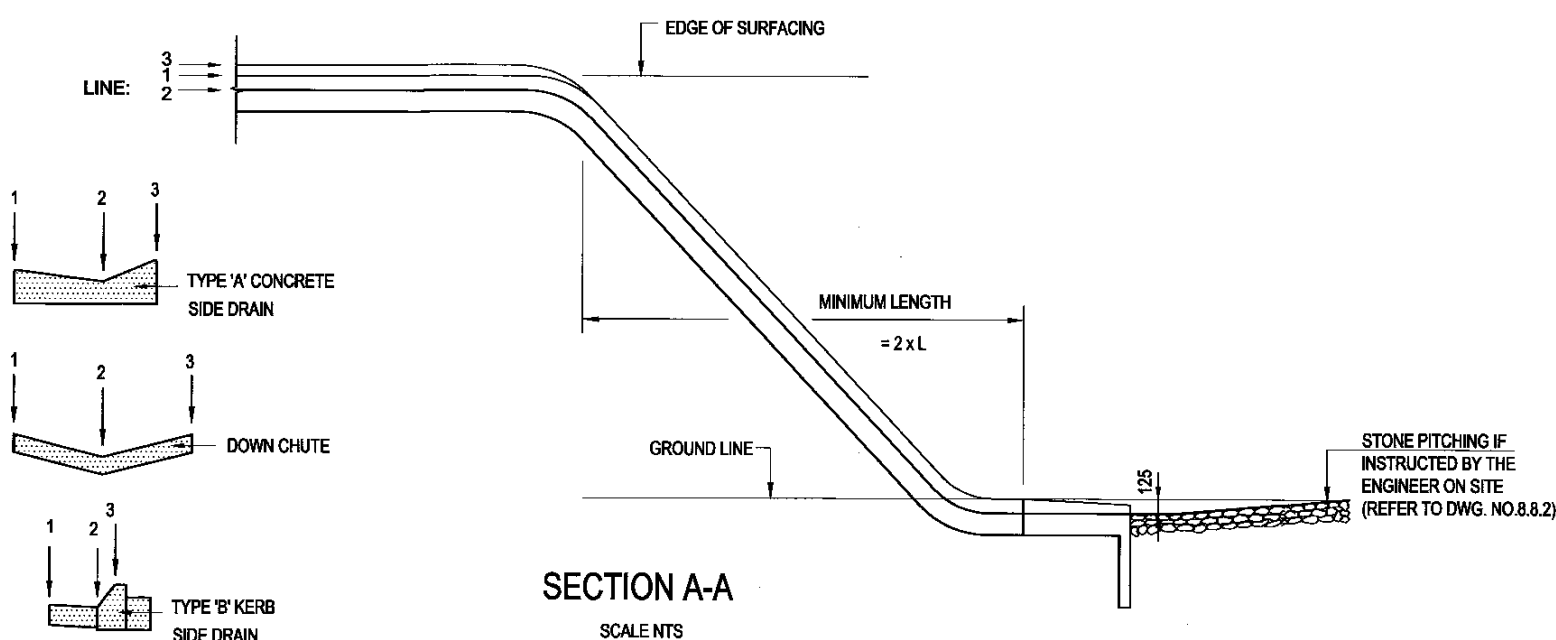 EDGE OF SURFACING
3
LINE: 1
2
1 2 3
TYPE 'A' CONCRETE
SIDE DRAIN
MINIMUM LENGTH
= 2 x L
1 2 3
DOWN CHUTE
GROUND LINE
125
STONE PITCHING IF
INSTRUCTED BY THE
ENGINEER ON SITE
(REFER TO DWG. NO.8.8.2)
1 2 3
TYPE 'B' KERB
SIDE DRAIN
SECTION A-A
SCALE NTS